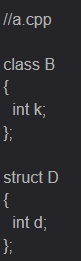 //a.cpp
class B
{
int k;
};
struct D
{
int d;
};